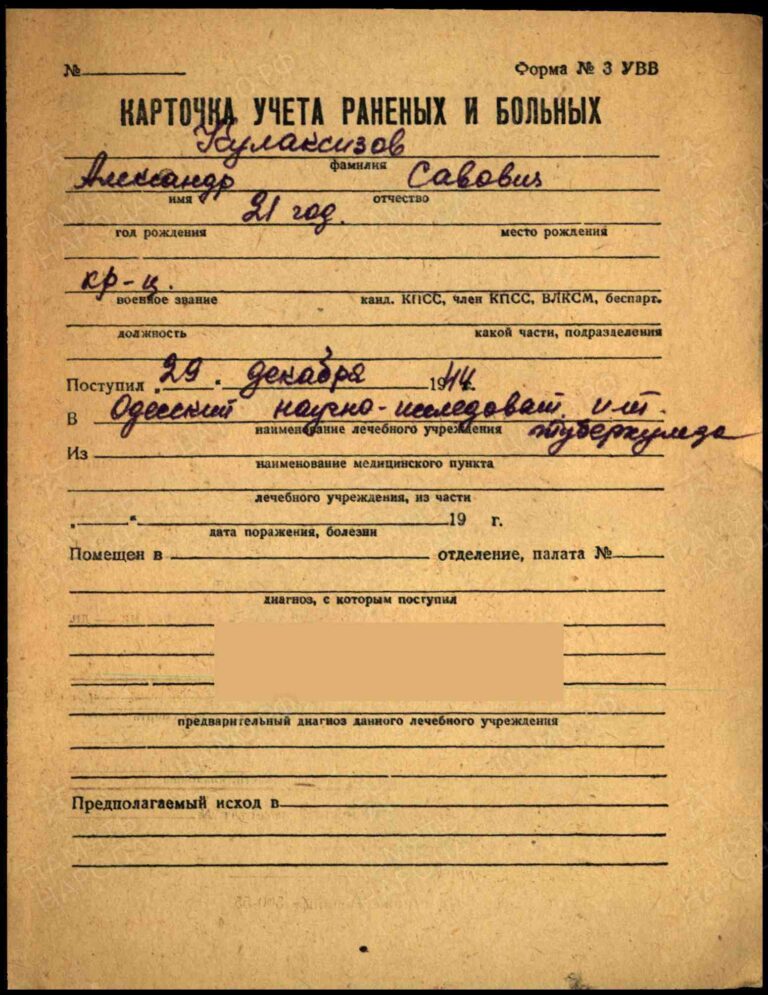 № Форма № 3 УВВ
КАРТОЧКА УЧЕТА РАНЕНЫХ И БОЛЬНЫХ
Кулаксизов
фамилия
Александр Савович
имя отчество
21 год.
год рождения место рождения
кр-ц.
военное звание канд. КПСС, член КПСС, ВЛКСМ, беспарт.
должность какой части, подразделения
Поступил „29“ декабря 1944 г.
В Одесский научно-исследоват. и-т.
наименование лечебного учреждения туберкулеза
Из
наименование медицинского пункта
лечебного учреждения, из части
„ “ 19 г.
дата поражения, болезни
Помещен в отделение, палата №
диагноз, с которым поступил
предварительный диагноз данного лечебного учреждения
Предполагаемый исход в